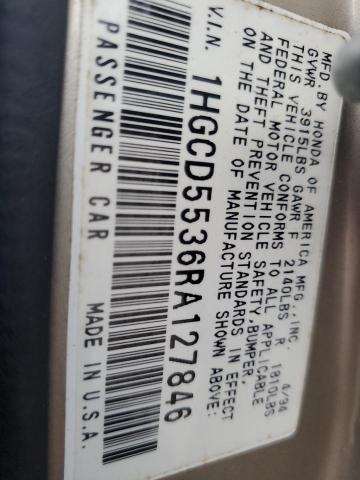 MFD. BY HONDA OF AMERICA MFG., INC. 4/94
GVWR 3915LBS GAWR F 2140LBS R 1810LBS
THIS VEHICLE CONFORMS TO ALL APPLICABLE
FEDERAL MOTOR VEHICLE SAFETY, BUMPER,
AND THEFT PREVENTION STANDARDS IN EFFECT
ON THE DATE OF MANUFACTURE SHOWN ABOVE:
V.I.N. 1HGCD5536RA127846
PASSENGER CAR MADE IN U.S.A.